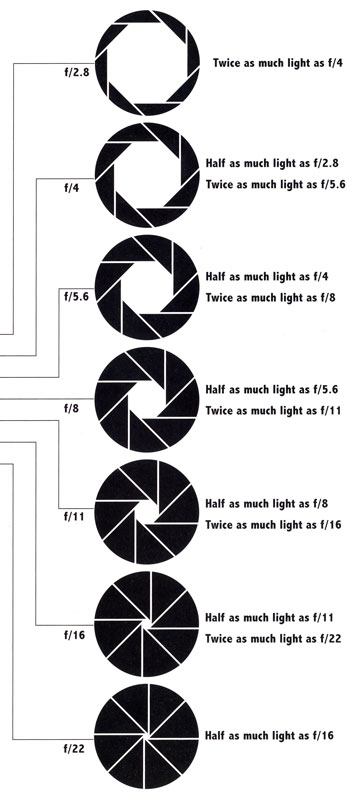 f/2.8
Twice as much light as f/4
f/4
Half as much light as f/2.8
Twice as much light as f/5.6
f/5.6
Half as much light as f/4
Twice as much light as f/8
f/8
Half as much light as f/5.6
Twice as much light as f/11
f/11
Half as much light as f/8
Twice as much light as f/16
f/16
Half as much light as f/11
Twice as much light as f/22
f/22
Half as much light as f/16